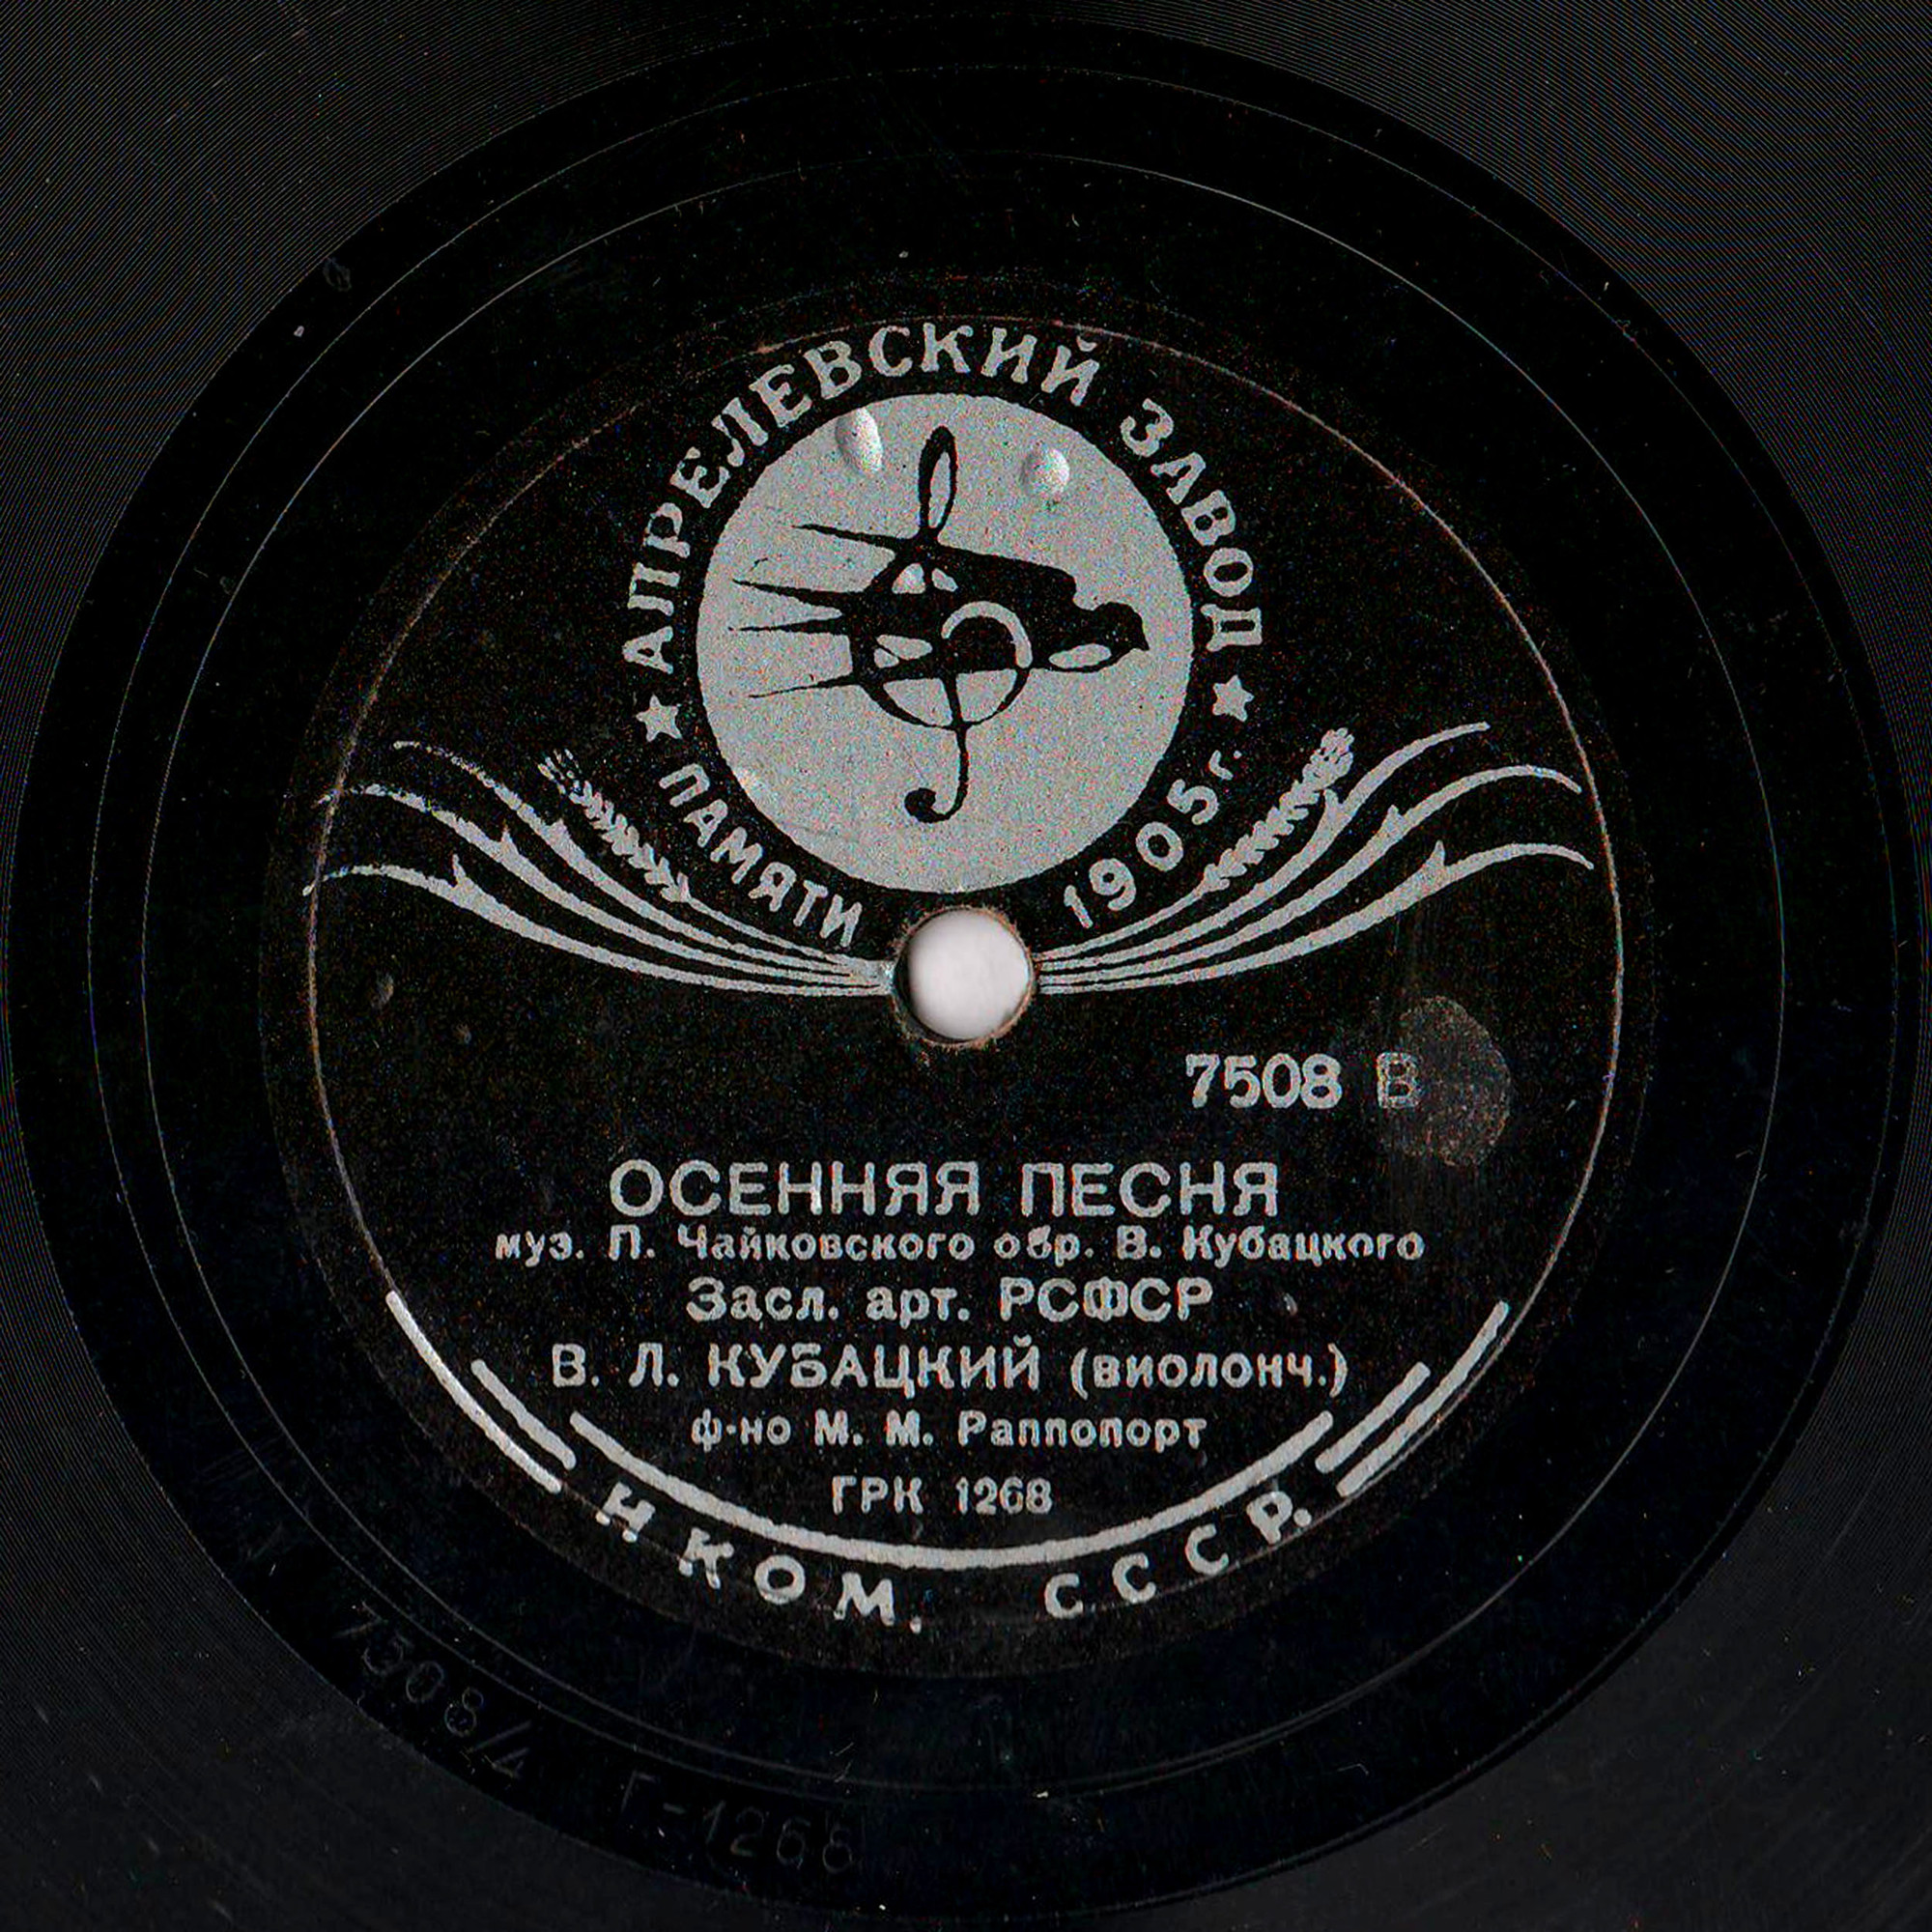 АПРЕЛЕВСКИЙ ЗАВОД
ПАМЯТИ 1905 г.
7508 В
ОСЕННЯЯ ПЕСНЯ
муз. П. Чайковского обр. В. Кубацкого
Засл. арт. РСФСР
В. Л. КУБАЦКИЙ (виолонч.)
ф-но М. М. Раппопорт
ГРК 1268
НКОМ. СССР.
7508/4 Г-1268